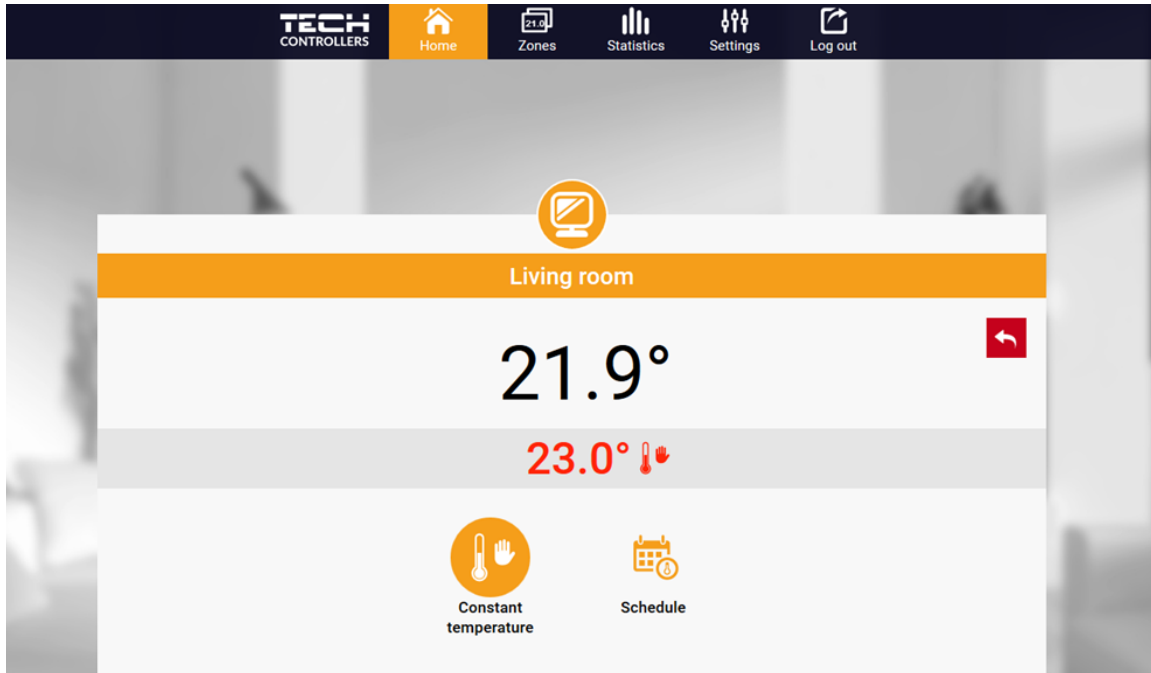 TECH
CONTROLLERS
Home
21.0
Zones
Statistics
Settings
Log out
Living room
21.9°
23.0°
Constant
temperature
Schedule